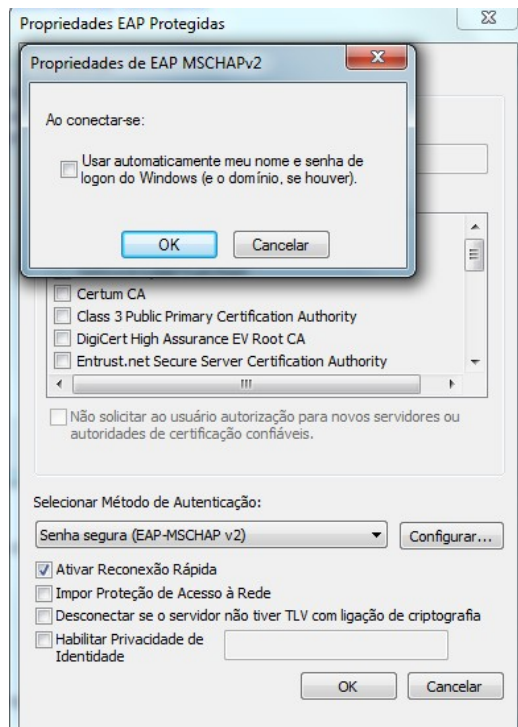 Propriedades EAP Protegidas
Propriedades de EAP MSCHAPv2
Ao conectar-se:
Usar automaticamente meu nome e senha de
logon do Windows (e o domínio, se houver).
OK
Cancelar
Certum CA
Class 3 Public Primary Certification Authority
DigiCert High Assurance EV Root CA
Entrust.net Secure Server Certification Authority
Não solicitar ao usuário autorização para novos servidores ou
autoridades de certificação confiáveis.
Selecionar Método de Autenticação:
Senha segura (EAP-MSCHAP v2)
Configurar...
Ativar Reconexão Rápida
Impor Proteção de Acesso à Rede
Desconectar se o servidor não tiver TLV com ligação de criptografia
Habilitar Privacidade de
Identidade
OK
Cancelar